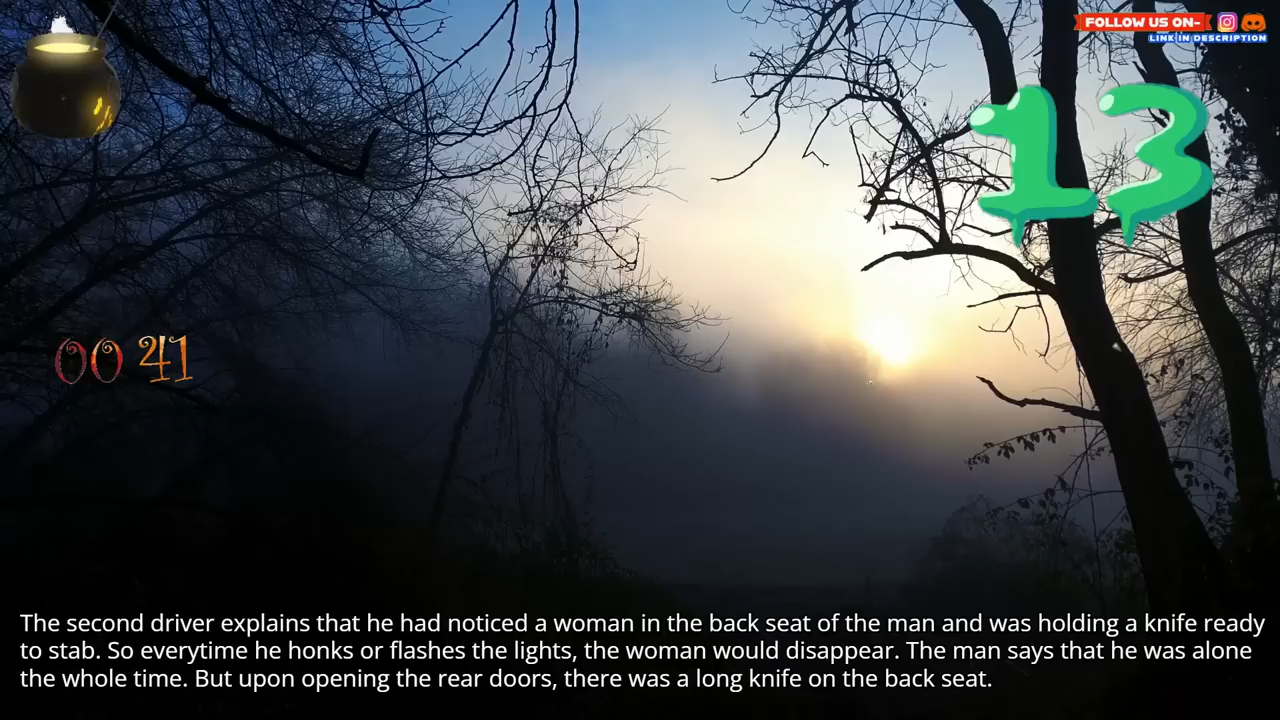 FOLLOW US ON-
LINK IN DESCRIPTION
13
00 41
The second driver explains that he had noticed a woman in the back seat of the man and was holding a knife ready
to stab. So everytime he honks or flashes the lights, the woman would disappear. The man says that he was alone
the whole time. But upon opening the rear doors, there was a long knife on the back seat.